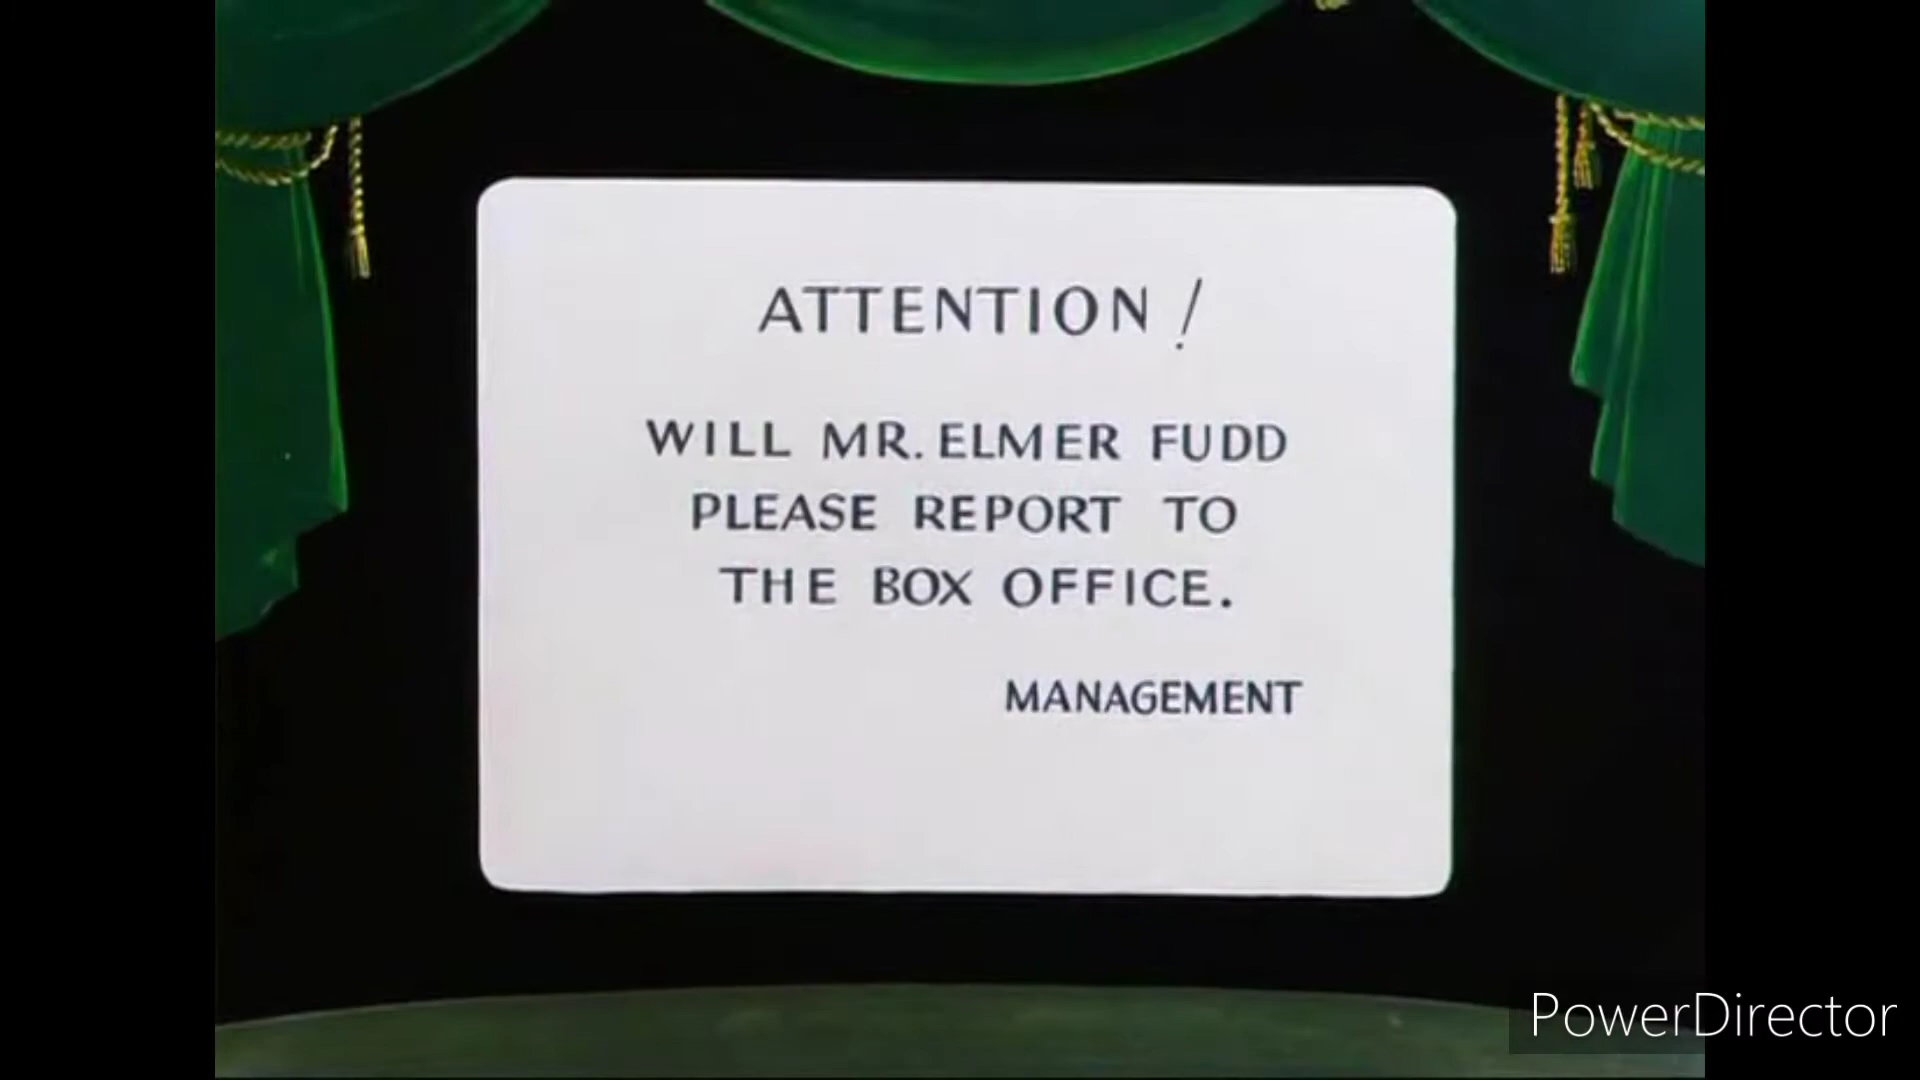 ATTENTION!
WILL MR. ELMER FUDD
PLEASE REPORT TO
THE BOX OFFICE.
MANAGEMENT
PowerDirector